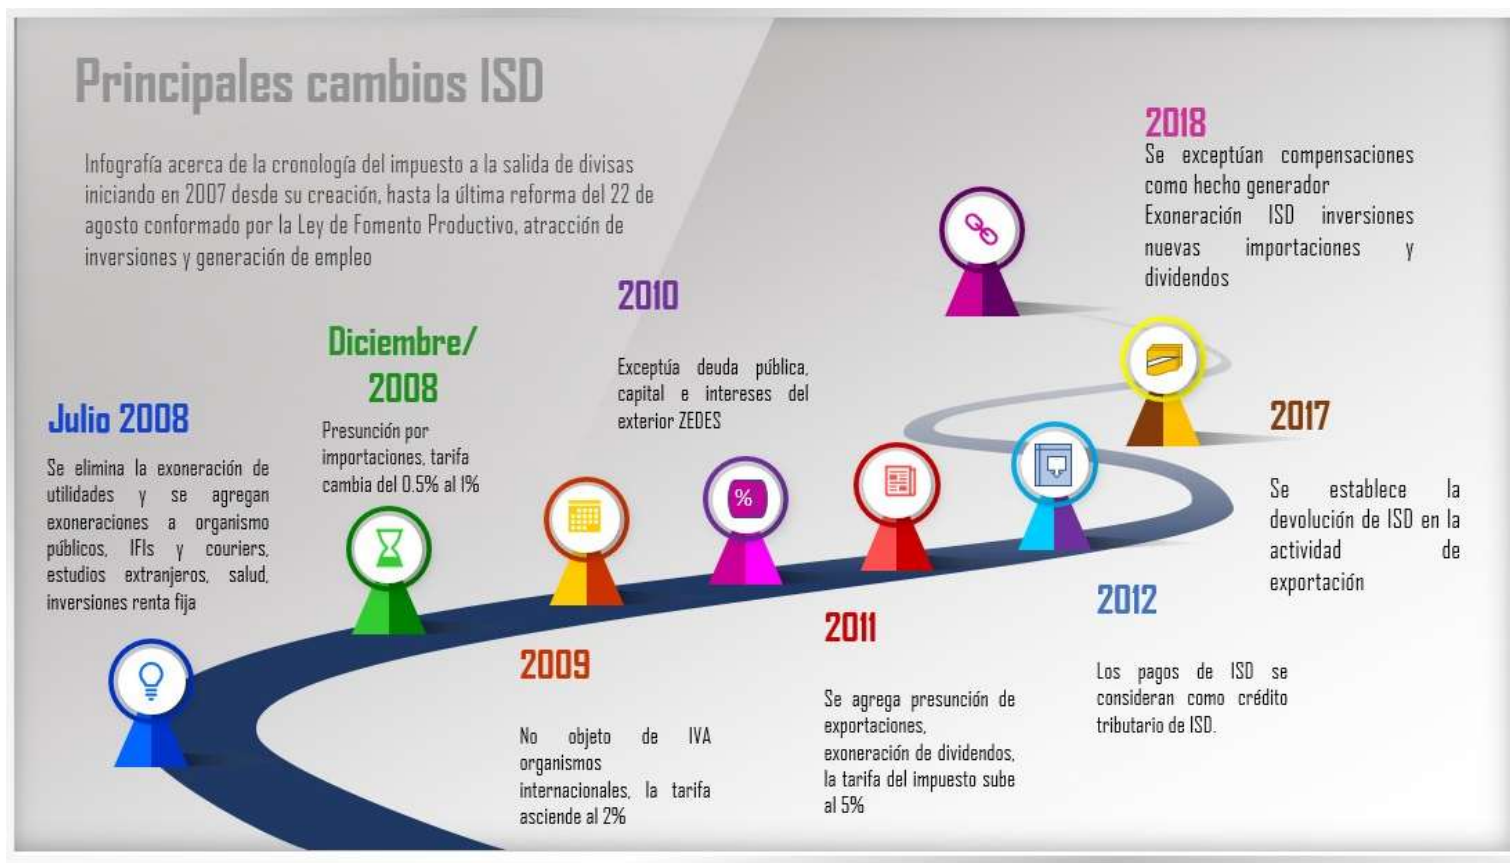 Principales cambios ISD
Infografía acerca de la cronología del impuesto a la salida de divisas
iniciando en 2007 desde su creación, hasta la última reforma del 22 de
agosto conformado por la Ley de Fomento Productivo, atracción de
inversiones y generación de empleo
Julio 2008
Se elimina la exoneración de
utilidades y se agregan
exoneraciones a organismo
públicos, IFIs y couriers,
estudios extranjeros, salud,
inversiones renta fija
Diciembre/
2008
Presunción por
importaciones, tarifa
cambia del 0.5% al 1%
2009
No objeto de IVA
organismos
internacionales, la tarifa
asciende al 2%
2010
Exceptúa deuda pública,
capital e intereses del
exterior ZEDES
%
2011
Se agrega presunción de
exportaciones,
exoneración de dividendos,
la tarifa del impuesto sube
al 5%
2012
Los pagos de ISD se
consideran como crédito
tributario de ISD.
2017
Se establece la
devolución de ISD en la
actividad de
exportación
2018
Se exceptúan compensaciones
como hecho generador
Exoneración ISD inversiones
nuevas importaciones y
dividendos